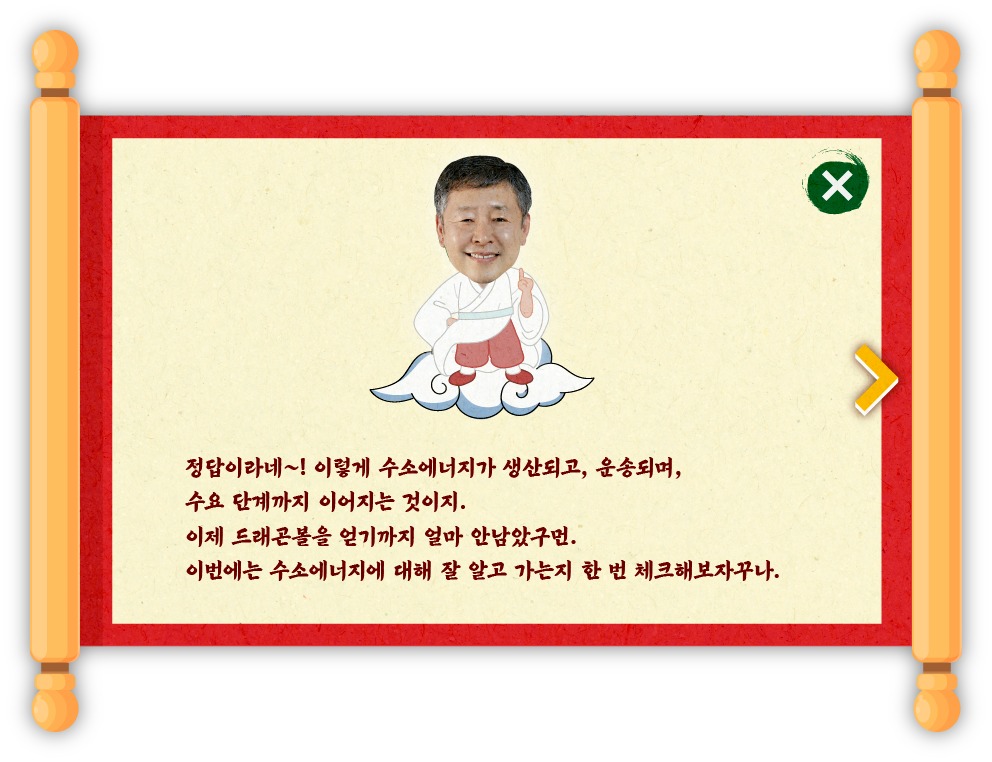 정답이라네~! 이렇게 수소에너지가 생산되고, 운송되며,
수요 단계까지 이어지는 것이지.
이제 드래곤볼을 얻기까지 얼마 안남았구먼.
이번에는 수소에너지에 대해 잘 알고 가는지 한 번 체크해보자꾸나.